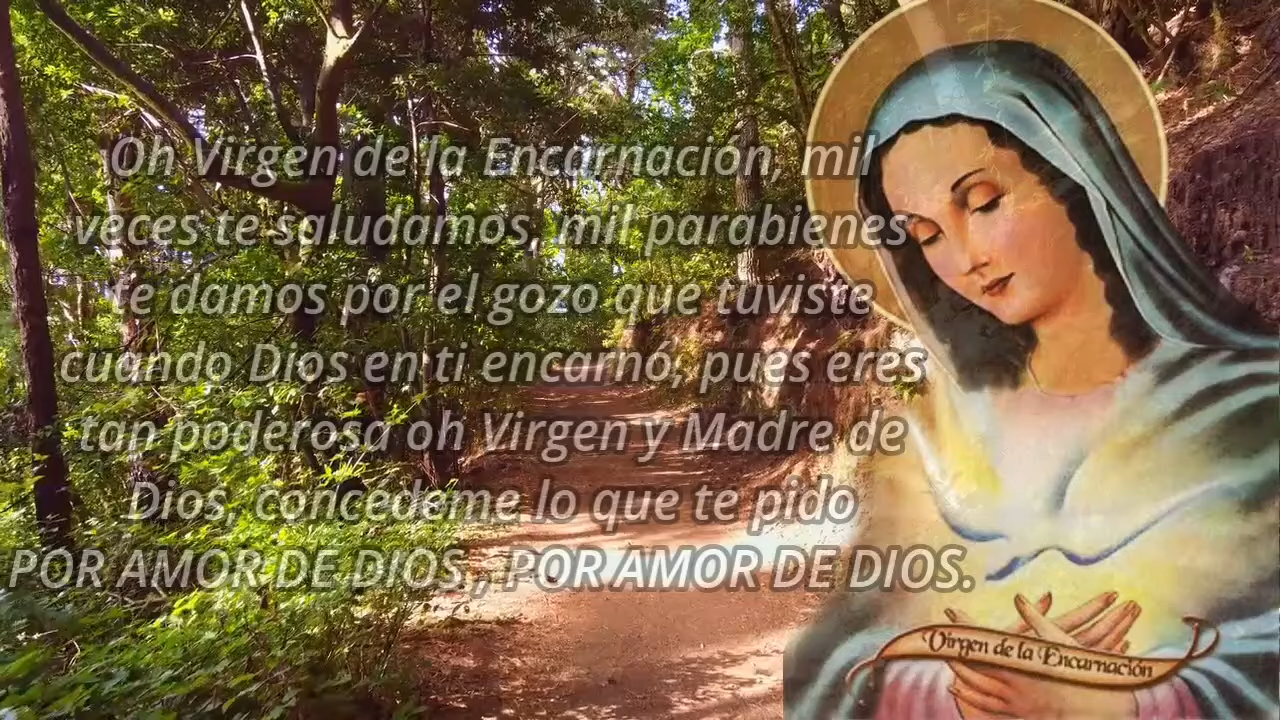 Oh Virgen de la Encarnación, mil
veces te saludamos, mil parabienes
te damos por el gozo que tuviste
cuando Dios en ti encarnó, pues eres
tan poderosa oh Virgen y Madre de
Dios, concedeme lo que te pido
POR AMOR DE DIOS,, POR AMOR DE DIOS.
Virgen de la Encarnación